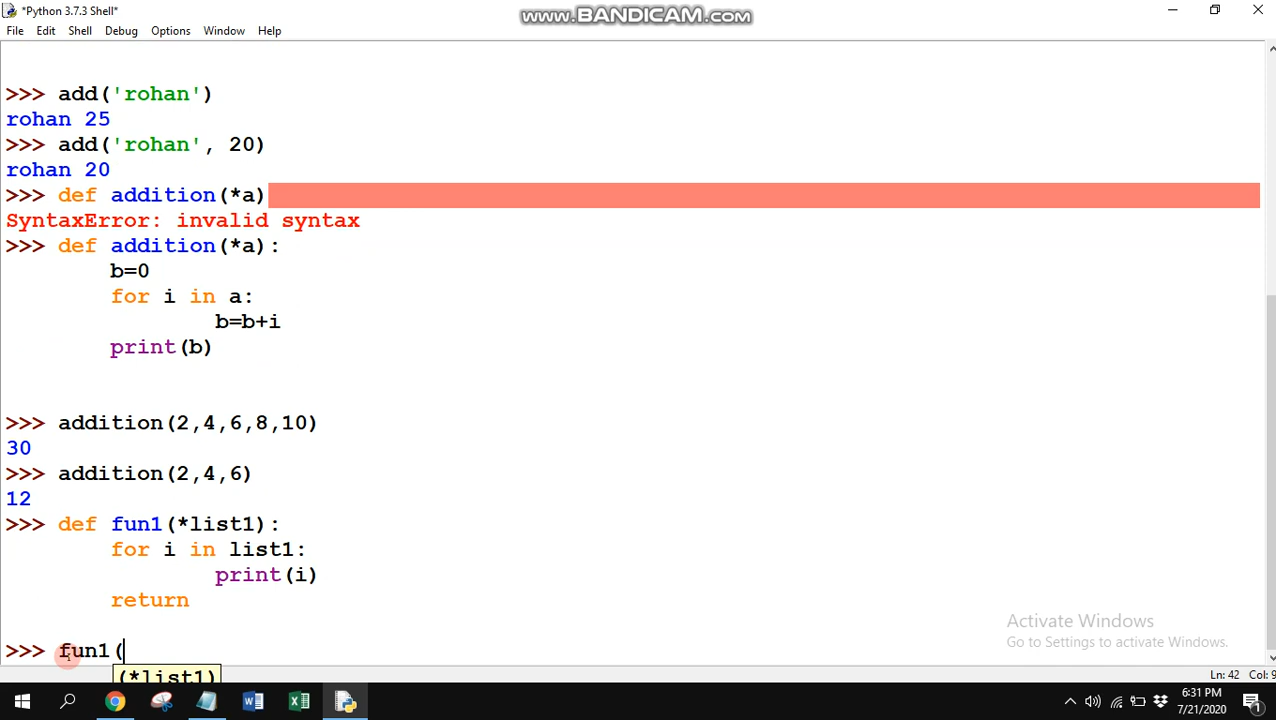 *Python 3.7.3 Shell*
www.BANDICAM.com
File Edit Shell Debug Options Window Help
>>> add('rohan')
rohan 25
>>> add('rohan', 20)
rohan 20
>>> def addition(*a)
SyntaxError: invalid syntax
>>> def addition(*a):
b=0
for i in a:
b=b+i
print(b)
>>> addition(2,4,6,8,10)
30
>>> addition(2,4,6)
12
>>> def fun1(*list1):
for i in list1:
print(i)
return
>>> fun1(
(*list1)
Activate Windows
Go to Settings to activate Windows.
Ln: 42 Col: 9
6:31 PM
7/21/2020
1